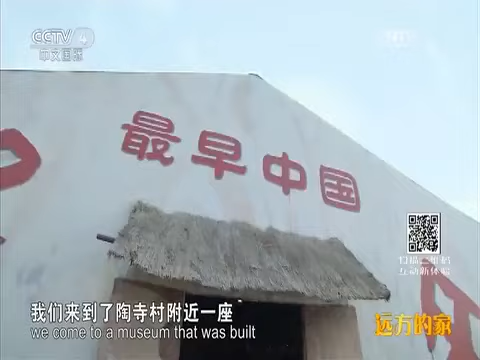 CCTV 4
中文国际
最早中国
扫描二维码
互动新体验
我们来到了陶寺村附近一座
we come to a museum that was built
远方的家